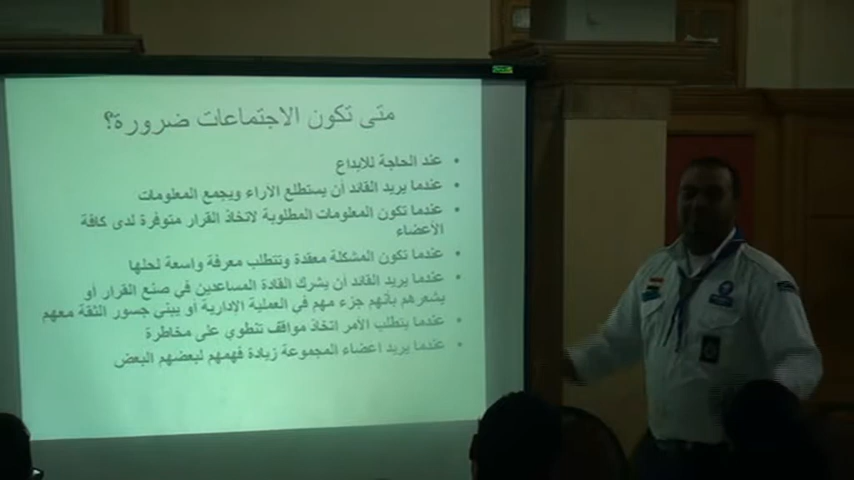 متى تكون الاجتماعات ضرورة؟
• عند الحاجة للابداع
• عندما يريد القائد أن يستطلع الآراء ويجمع المعلومات
• عندما تكون المعلومات المطلوبة لاتخاذ القرار متوفرة لدى كافة
الأعضاء
• عندما تكون المشكلة معقدة وتتطلب معرفة واسعة لحلها
• عندما يريد القائد أن يشرك القادة المساعدين في صنع القرار أو
يشعرهم بأنهم جزء مهم في العملية الإدارية أو يبني جسور الثقة معهم
• عندما يتطلب الأمر اتخاذ مواقف تنطوي على مخاطرة
• عندما يريد اعضاء المجموعة زيادة فهمهم لبعضهم البعض